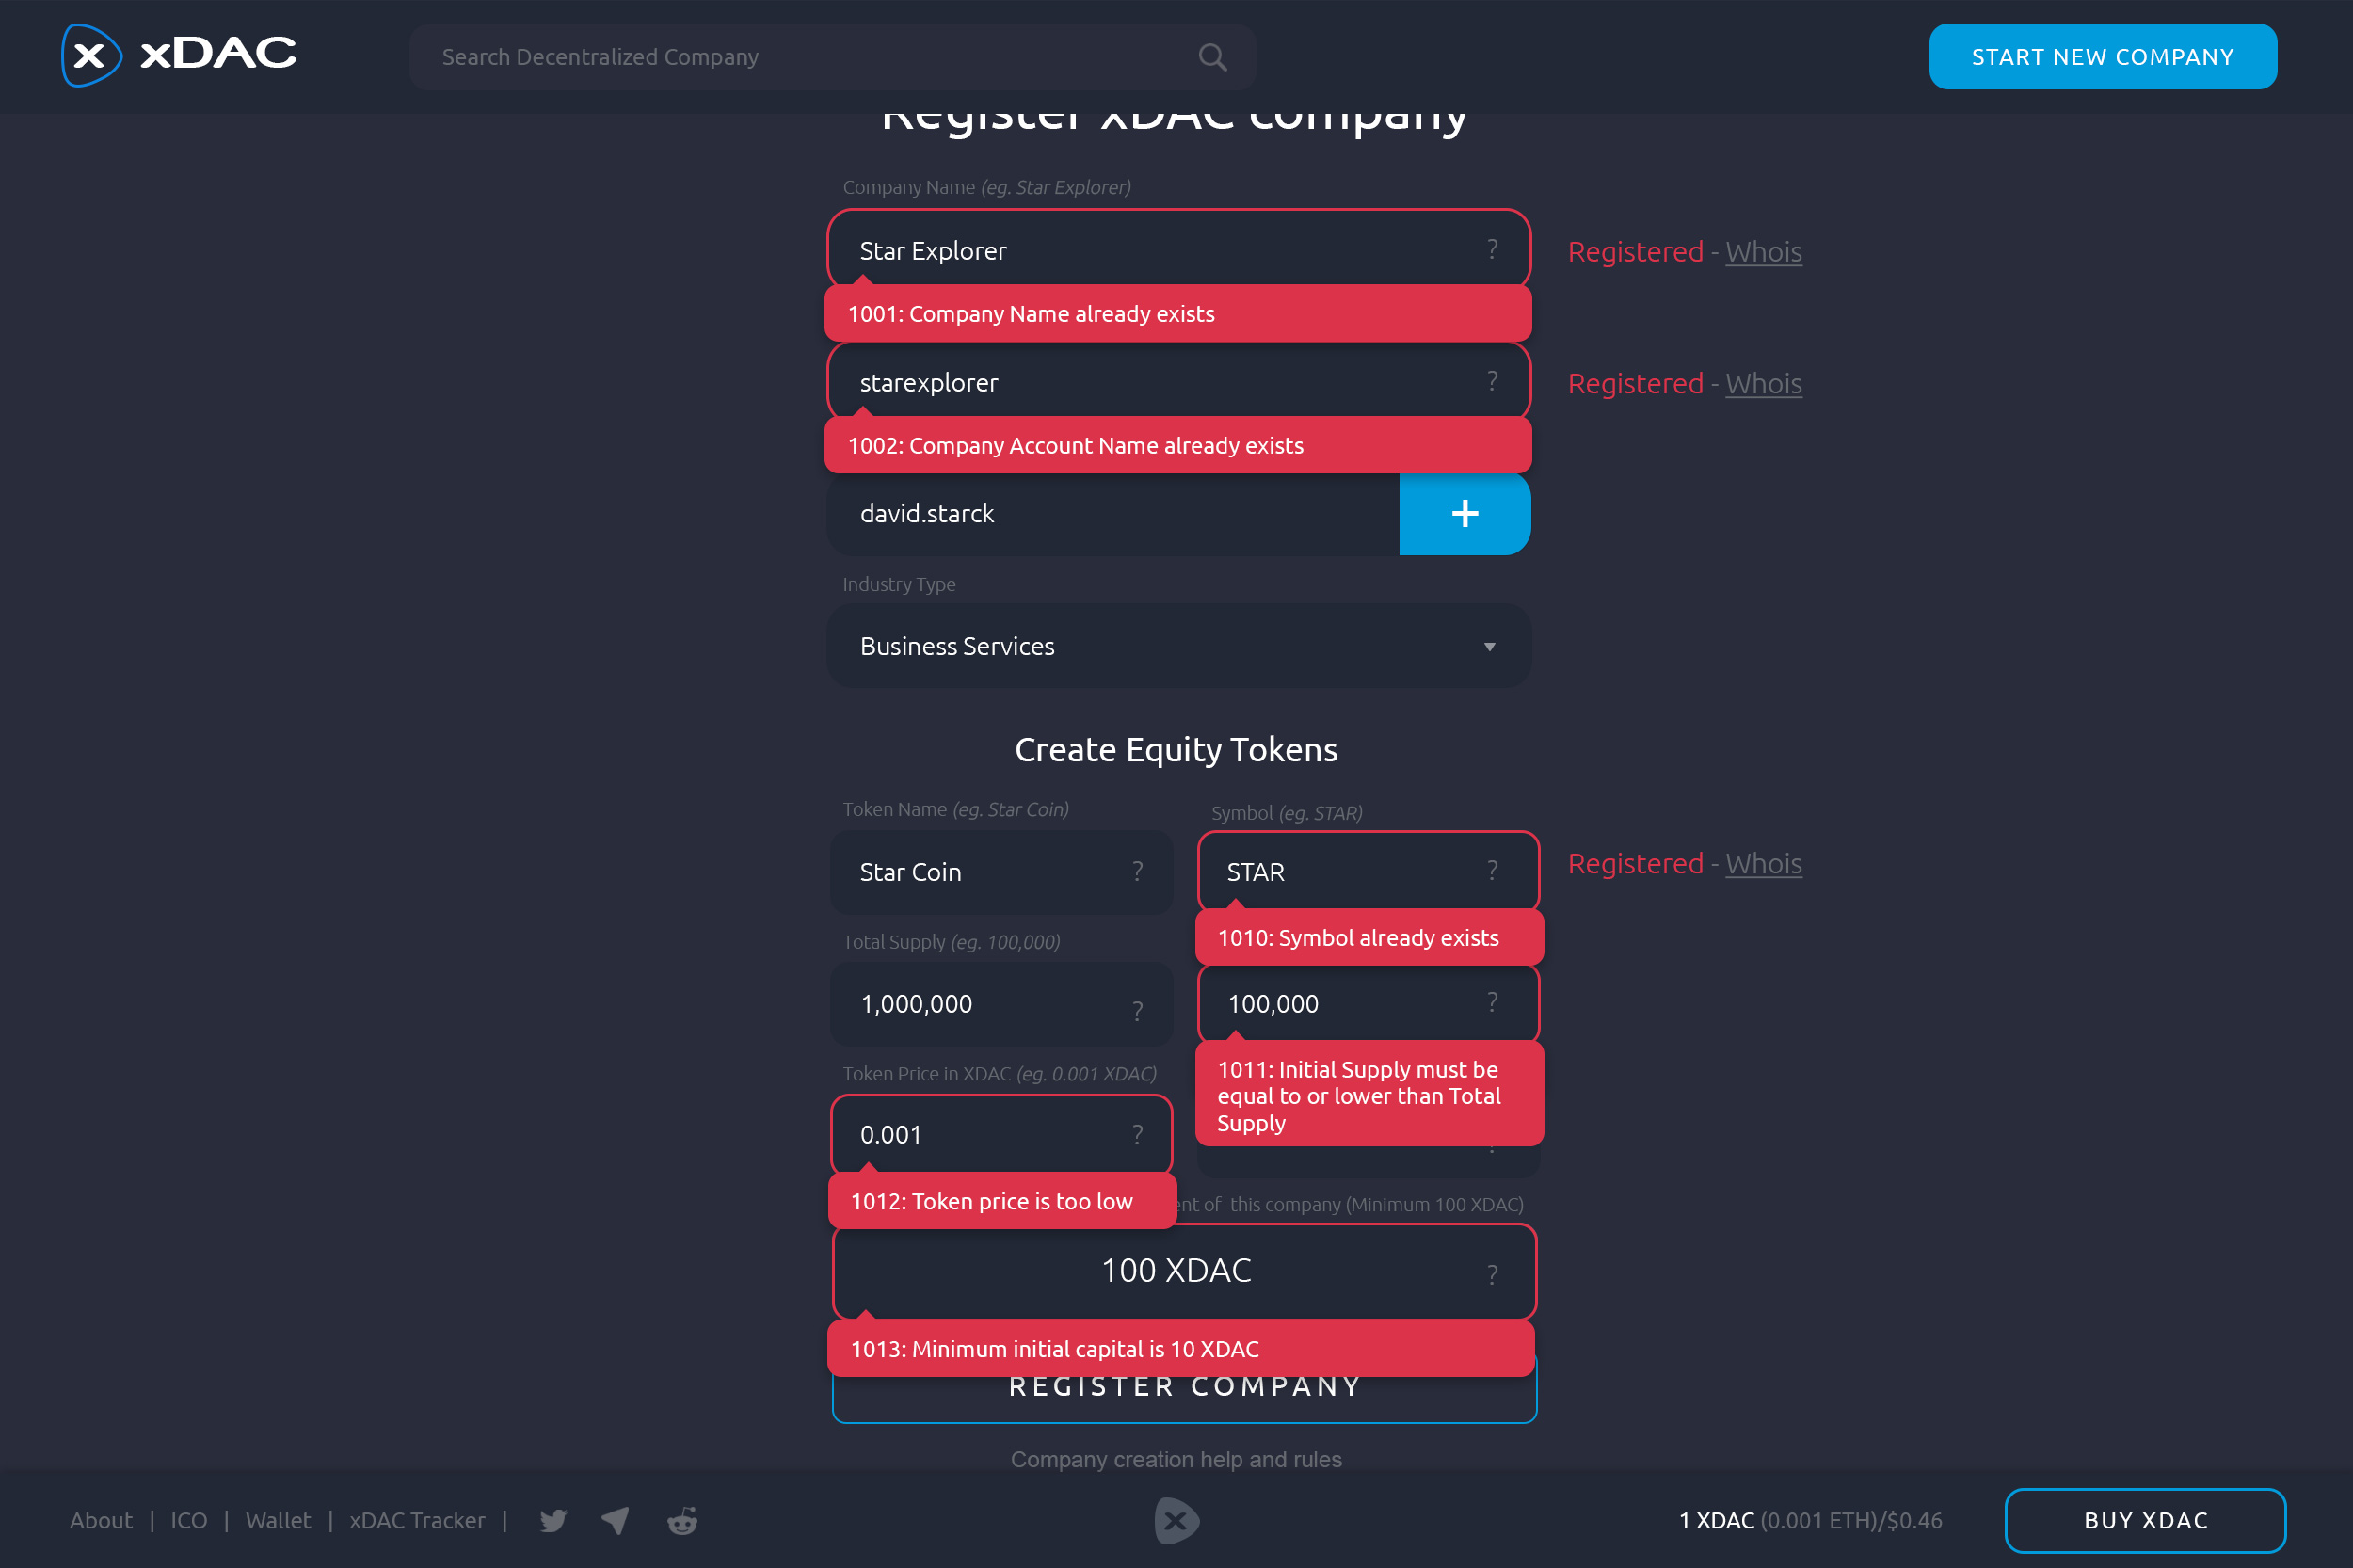 x xDAC
Search Decentralized Company
START NEW COMPANY
Register xDAC company
Company Name (eg. Star Explorer)
Star Explorer ?
Registered - Whois
1001: Company Name already exists
starexplorer ?
Registered - Whois
1002: Company Account Name already exists
david.starck +
Industry Type
Business Services
Create Equity Tokens
Token Name (eg. Star Coin)
Symbol (eg. STAR)
Star Coin ?
STAR ?
Registered - Whois
1010: Symbol already exists
Total Supply (eg. 100,000)
1,000,000 ?
100,000 ?
1011: Initial Supply must be
equal to or lower than Total
Supply
Token Price in XDAC (eg. 0.001 XDAC)
0.001 ?
1012: Token price is too low
of this company (Minimum 100 XDAC)
100 XDAC ?
1013: Minimum initial capital is 10 XDAC
REGISTER COMPANY
Company creation help and rules
About | ICO | Wallet | xDAC Tracker |
x
1 XDAC (0.001 ETH)/$0.46
BUY XDAC